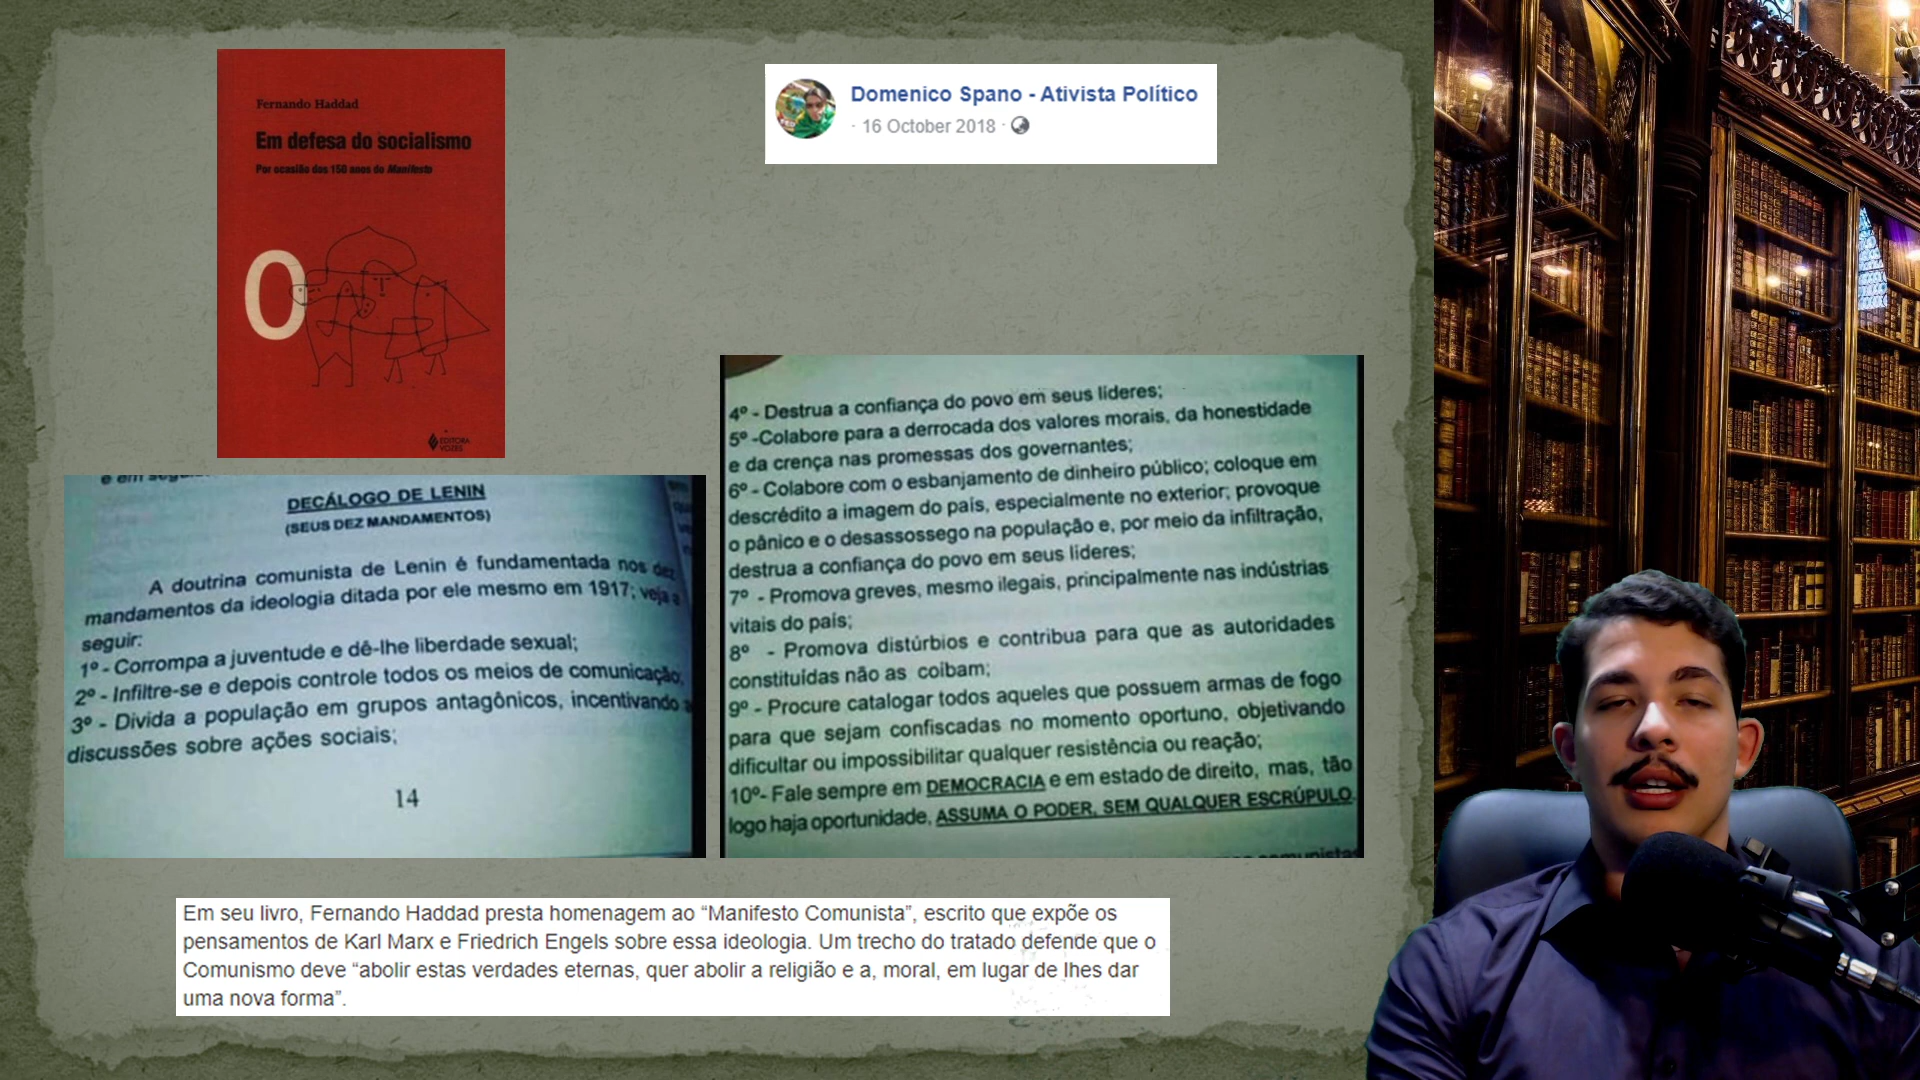 Fernando Haddad
Em defesa do socialismo
Por ocasião dos 150 anos do Manifesto
EDITORA
VOZES
Domenico Spano - Ativista Político
· 16 October 2018 ·
DECÁLOGO DE LENIN
(SEUS DEZ MANDAMENTOS)
A doutrina comunista de Lenin é fundamentada nos dez
mandamentos da ideologia ditada por ele mesmo em 1917; veja a
seguir:
1º - Corrompa a juventude e dê-lhe liberdade sexual;
2º - Infiltre-se e depois controle todos os meios de comunicação;
3º - Divida a população em grupos antagônicos, incentivando a
discussões sobre ações sociais;
14
4º - Destrua a confiança do povo em seus líderes;
5º -Colabore para a derrocada dos valores morais, da honestidade
e da crença nas promessas dos governantes;
6º - Colabore com o esbanjamento de dinheiro público; coloque em
descrédito a imagem do país, especialmente no exterior; provoque
o pânico e o desassossego na população e, por meio da infiltração,
destrua a confiança do povo em seus líderes;
7º - Promova greves, mesmo ilegais, principalmente nas indústrias
vitais do país;
8º - Promova distúrbios e contribua para que as autoridades
constituídas não as coíbam;
9º - Procure catalogar todos aqueles que possuem armas de fogo
para que sejam confiscadas no momento oportuno, objetivando
dificultar ou impossibilitar qualquer resistência ou reação;
10º- Fale sempre em DEMOCRACIA e em estado de direito, mas, tão
logo haja oportunidade, ASSUMA O PODER, SEM QUALQUER ESCRÚPULO.
Em seu livro, Fernando Haddad presta homenagem ao “Manifesto Comunista”, escrito que expõe os
pensamentos de Karl Marx e Friedrich Engels sobre essa ideologia. Um trecho do tratado defende que o
Comunismo deve “abolir estas verdades eternas, quer abolir a religião e a, moral, em lugar de lhes dar
uma nova forma”.